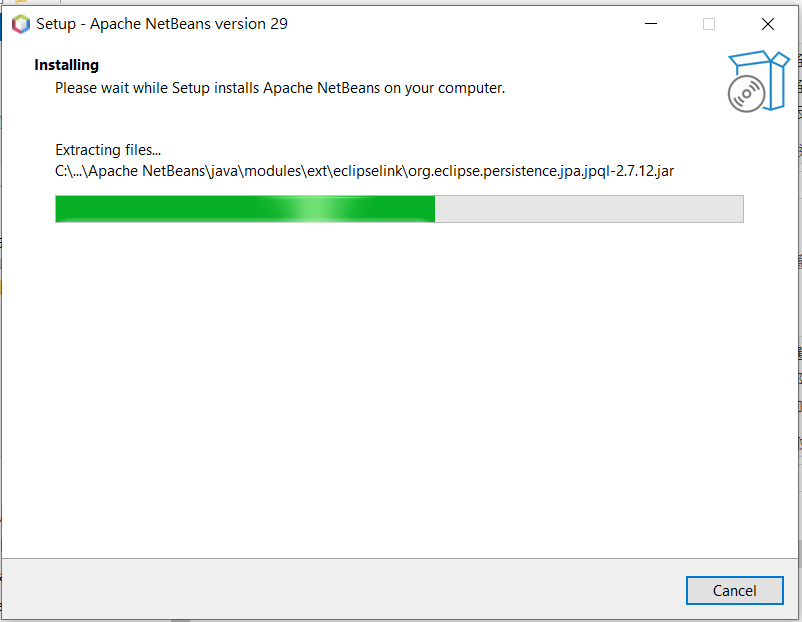 Setup - Apache NetBeans version 29
Installing
Please wait while Setup installs Apache NetBeans on your computer.
Extracting files...
C:\...\Apache NetBeans\java\modules\ext\eclipselink\org.eclipse.persistence.jpa.jpql-2.7.12.jar
Cancel